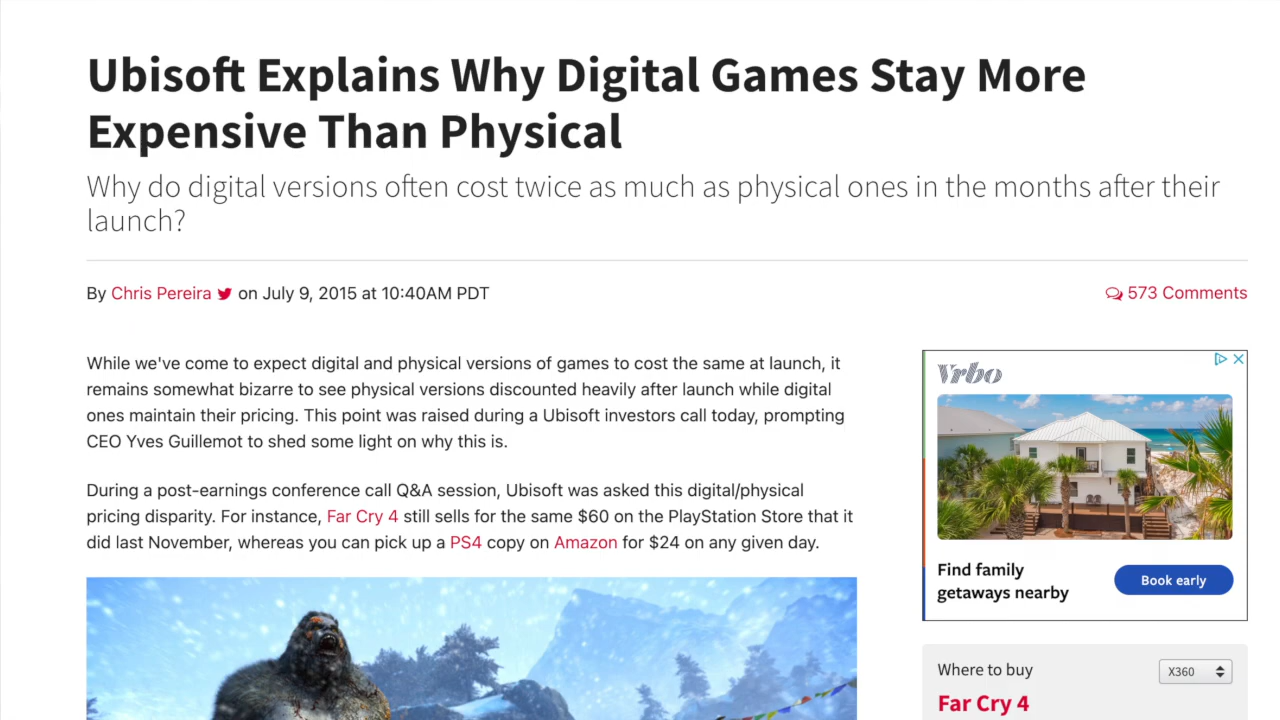 Ubisoft Explains Why Digital Games Stay More
Expensive Than Physical
Why do digital versions often cost twice as much as physical ones in the months after their
launch?
By Chris Pereira on July 9, 2015 at 10:40AM PDT
573 Comments
While we've come to expect digital and physical versions of games to cost the same at launch, it
remains somewhat bizarre to see physical versions discounted heavily after launch while digital
ones maintain their pricing. This point was raised during a Ubisoft investors call today, prompting
CEO Yves Guillemot to shed some light on why this is.
During a post-earnings conference call Q&A session, Ubisoft was asked this digital/physical
pricing disparity. For instance, Far Cry 4 still sells for the same $60 on the PlayStation Store that it
did last November, whereas you can pick up a PS4 copy on Amazon for $24 on any given day.
Vrbo
Find family
getaways nearby
Book early
Where to buy
X360
Far Cry 4